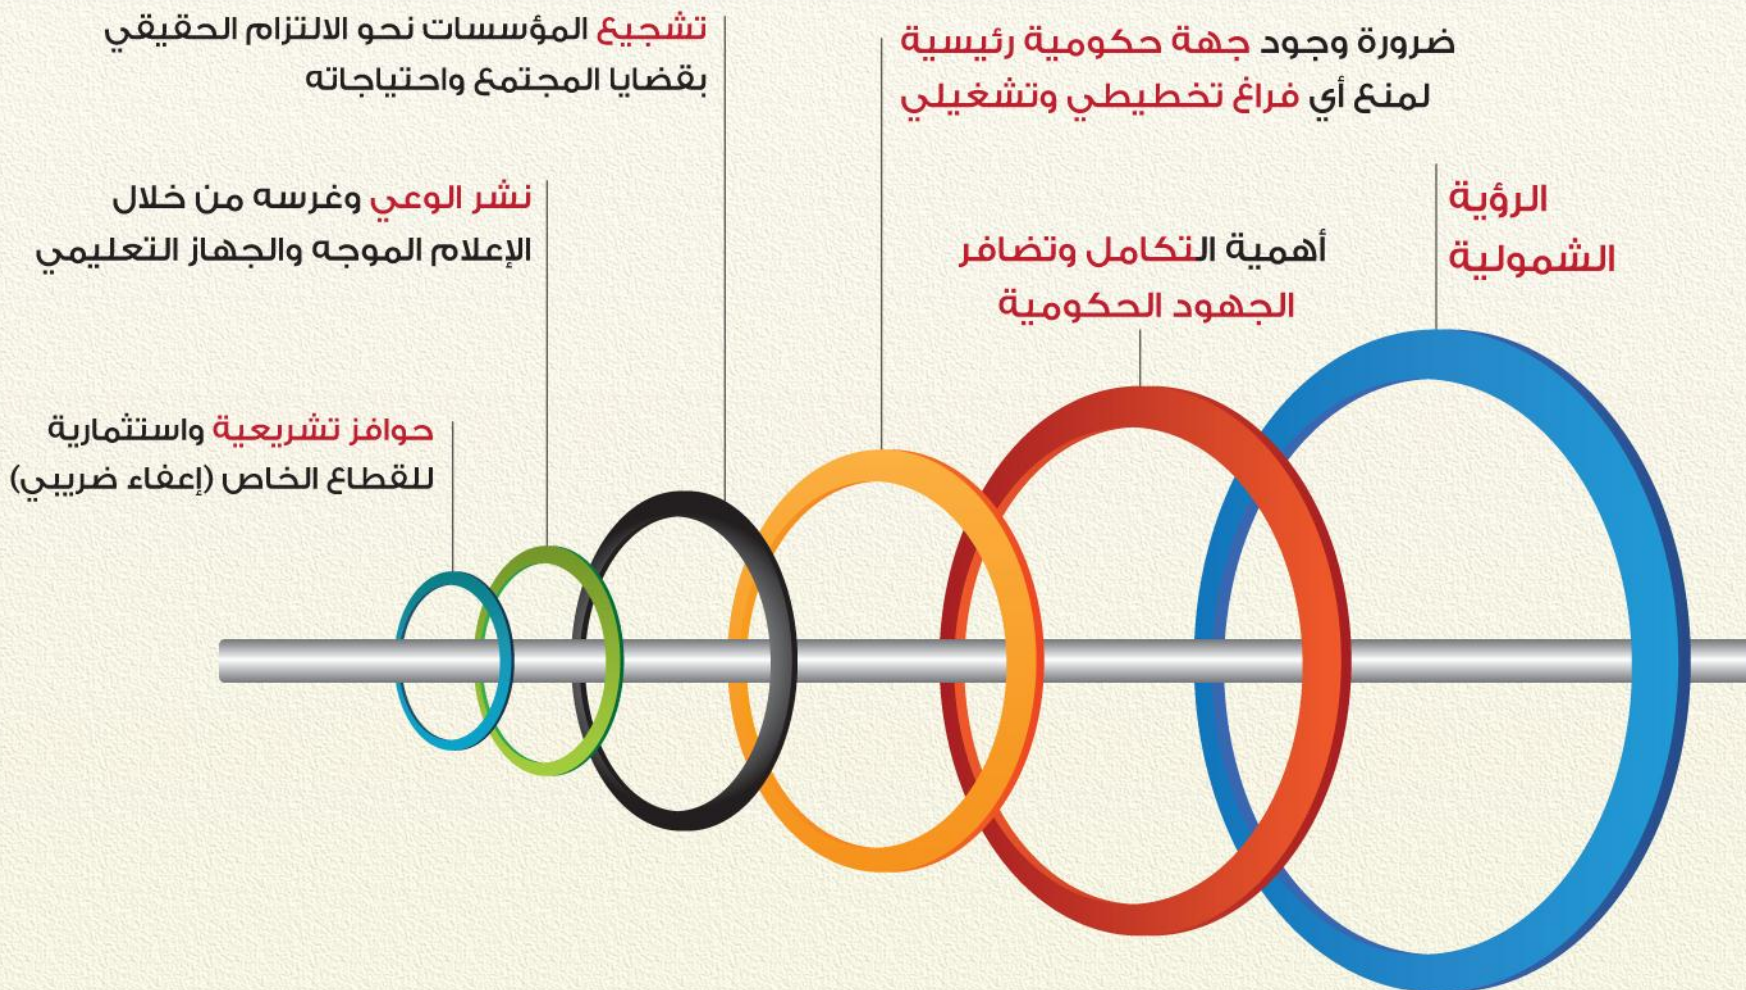 الرؤية
الشمولية
أهمية التكامل وتضافر
الجهود الحكومية
ضرورة وجود جهة حكومية رئيسية
لمنع أي فراغ تخطيطي وتشغيلي
تشجيع المؤسسات نحو الالتزام الحقيقي
بقضايا المجتمع واحتياجاته
نشر الوعي وغرسه من خلال
الإعلام الموجه والجهاز التعليمي
حوافز تشريعية واستثمارية
للقطاع الخاص (إعفاء ضريبي)